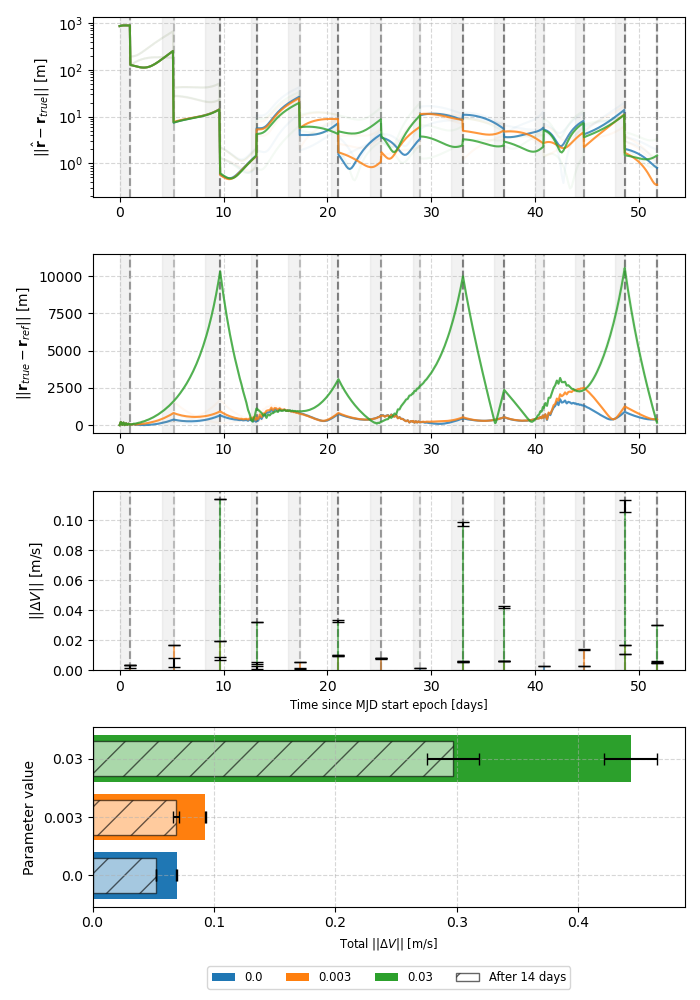 ||r̂ − r_true|| [m]
10³
10²
10¹
10⁰
0 10 20 30 40 50
||r_true − r_ref|| [m]
10000
7500
5000
2500
0
0 10 20 30 40 50
||ΔV|| [m/s]
0.10
0.08
0.06
0.04
0.02
0.00
0 10 20 30 40 50
Time since MJD start epoch [days]
Parameter value
0.03
0.003
0.0
0.0 0.1 0.2 0.3 0.4
Total ||ΔV|| [m/s]
0.0 0.003 0.03 After 14 days